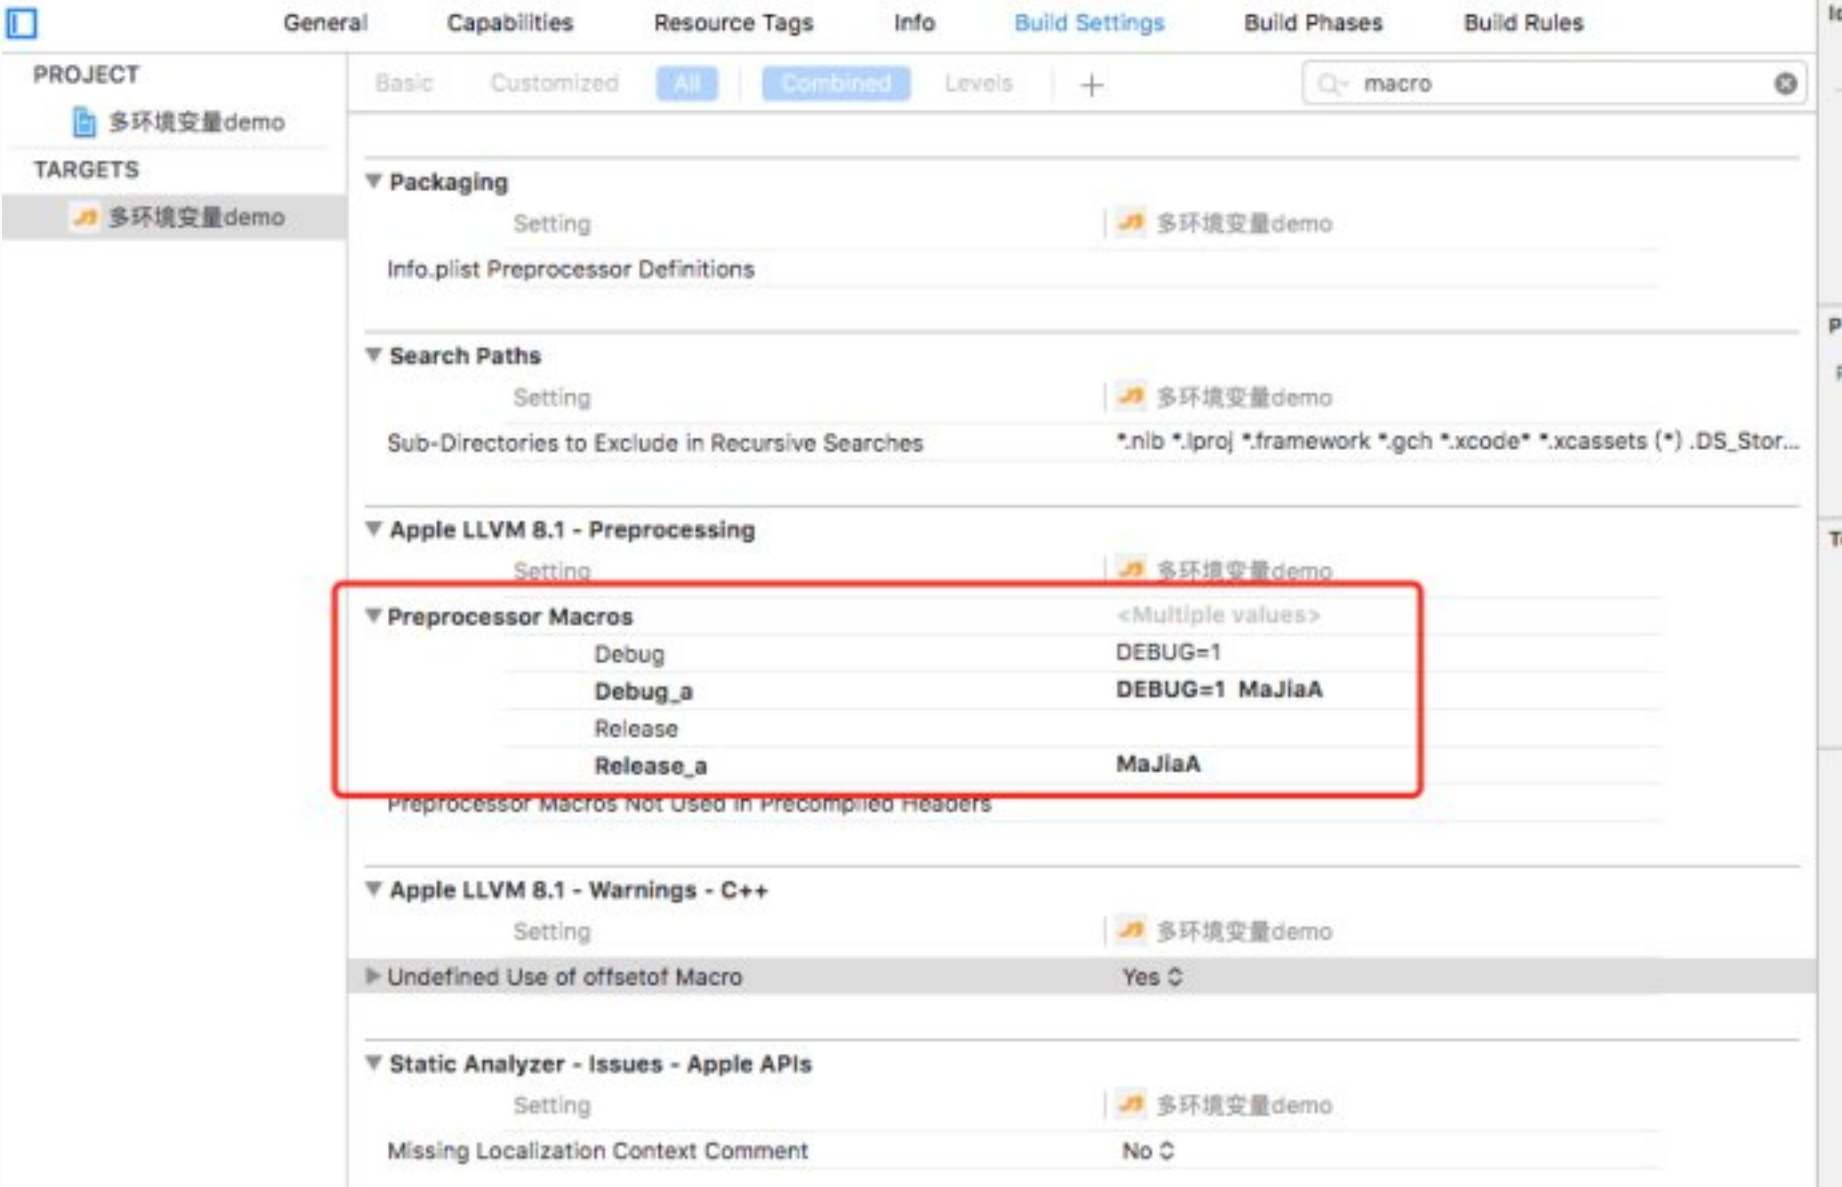 General Capabilities Resource Tags Info Build Settings Build Phases Build Rules
PROJECT
多环境变量demo
TARGETS
多环境变量demo
Basic Customized All Combined Levels + macro
Packaging
Setting 多环境变量demo
Info.plist Preprocessor Definitions
Search Paths
Setting 多环境变量demo
Sub-Directories to Exclude in Recursive Searches *.nib *.lproj *.framework *.gch *.xcode* *.xcassets (*) .DS_Stor...
Apple LLVM 8.1 - Preprocessing
Setting 多环境变量demo
Preprocessor Macros <Multiple values>
Debug DEBUG=1
Debug_a DEBUG=1 MaJiaA
Release
Release_a MaJiaA
Preprocessor Macros Not Used In Precompiled Headers
Apple LLVM 8.1 - Warnings - C++
Setting 多环境变量demo
Undefined Use of offsetof Macro Yes
Static Analyzer - Issues - Apple APIs
Setting 多环境变量demo
Missing Localization Context Comment No